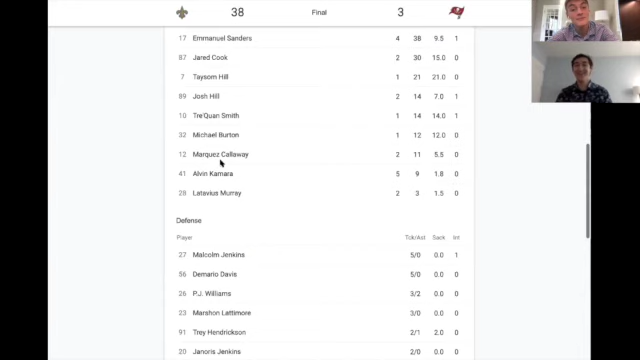 38 Final 3
17 Emmanuel Sanders 4 38 9.5 1
87 Jared Cook 2 30 15.0 0
7 Taysom Hill 1 21 21.0 0
89 Josh Hill 2 14 7.0 1
10 Tre'Quan Smith 1 14 14.0 1
32 Michael Burton 1 12 12.0 0
12 Marquez Callaway 2 11 5.5 0
41 Alvin Kamara 5 9 1.8 0
28 Latavius Murray 2 3 1.5 0
Defense
Player Tck/Ast Sack Int
27 Malcolm Jenkins 5/0 0.0 1
56 Demario Davis 5/0 0.0 0
26 P.J. Williams 3/2 0.0 0
23 Marshon Lattimore 3/0 0.0 0
91 Trey Hendrickson 2/1 2.0 0
20 Janoris Jenkins 2/0 0.0 0